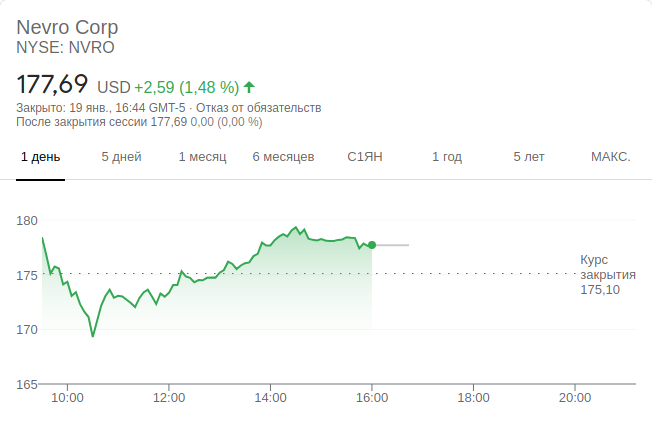 Nevro Corp
NYSE: NVRO
177,69 USD +2,59 (1,48 %)
Закрыто: 19 янв., 16:44 GMT-5 · Отказ от обязательств
После закрытия сессии 177,69 0,00 (0,00 %)
1 день 5 дней 1 месяц 6 месяцев С1ЯН 1 год 5 лет МАКС.
180
175
170
165
Курс
закрытия
175,10
10:00 12:00 14:00 16:00 18:00 20:00